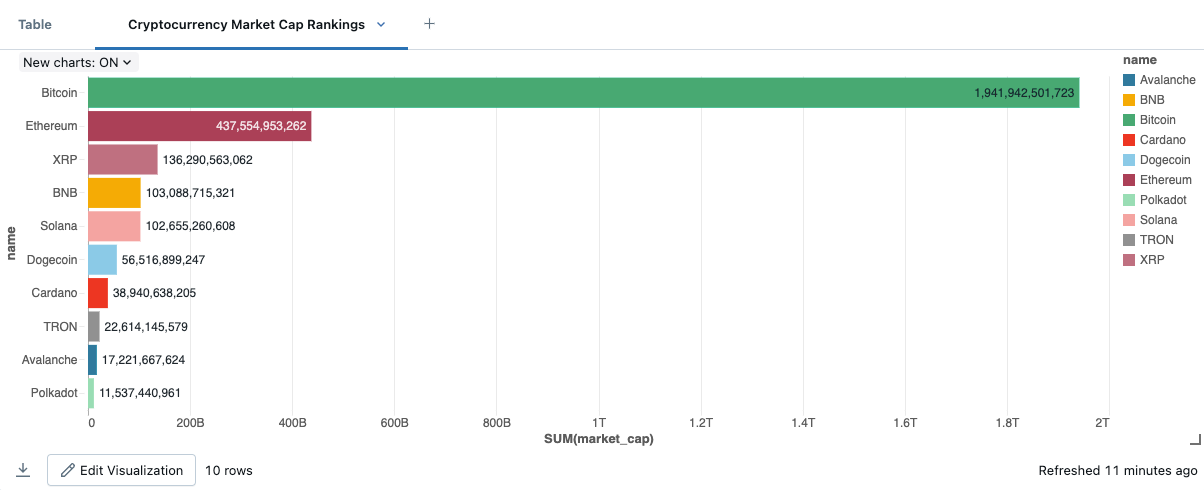 Table
Cryptocurrency Market Cap Rankings
New charts: ON
name
Bitcoin 1,941,942,501,723
Ethereum 437,554,953,262
XRP 136,290,563,062
BNB 103,088,715,321
Solana 102,655,260,608
Dogecoin 56,516,899,247
Cardano 38,940,638,205
TRON 22,614,145,579
Avalanche 17,221,667,624
Polkadot 11,537,440,961
0 200B 400B 600B 800B 1T 1.2T 1.4T 1.6T 1.8T 2T
SUM(market_cap)
name
Avalanche
BNB
Bitcoin
Cardano
Dogecoin
Ethereum
Polkadot
Solana
TRON
XRP
Edit Visualization
10 rows
Refreshed 11 minutes ago